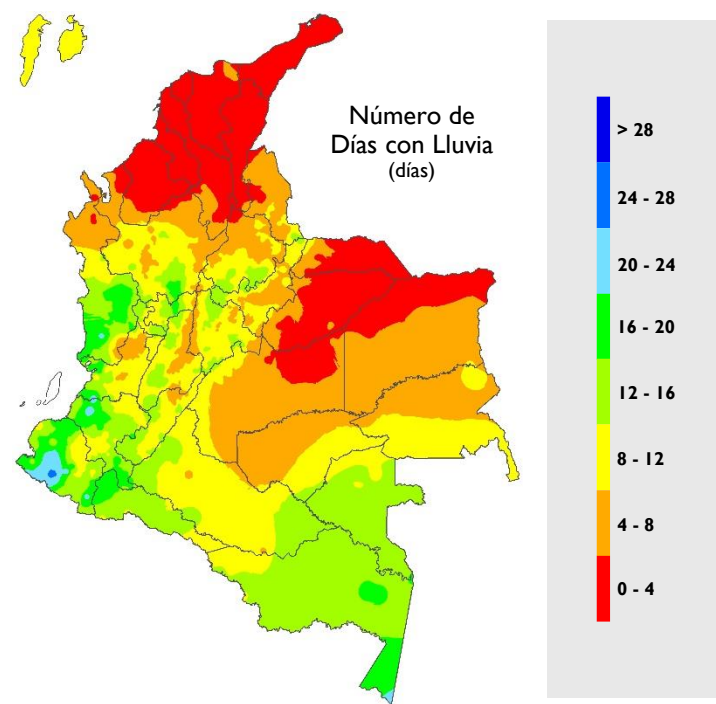 Número de
Días con Lluvia
(días)
> 28
24 - 28
20 - 24
16 - 20
12 - 16
8 - 12
4 - 8
0 - 4